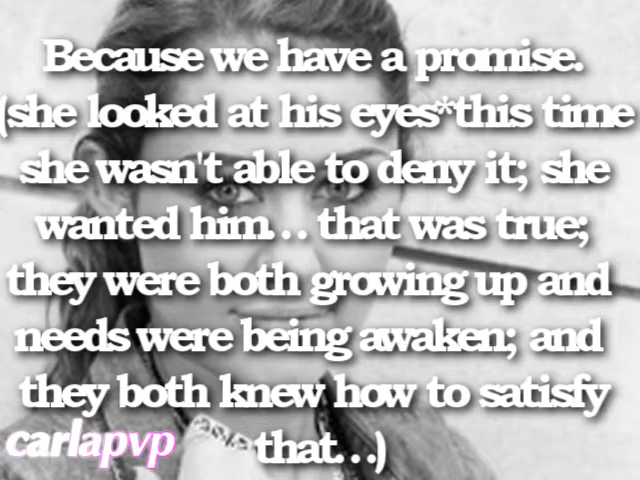 Because we have a promise.
(she looked at his eyes*this time
she wasn't able to deny it; she
wanted him... that was true;
they were both growing up and
needs were being awaken; and
they both knew how to satisfy
that...)
carlapvp